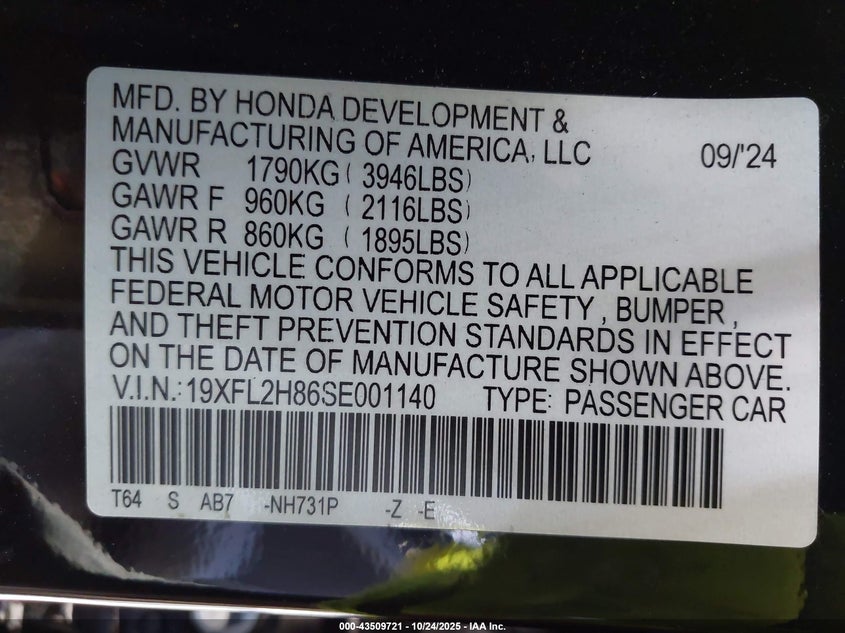 MFD. BY HONDA DEVELOPMENT &
MANUFACTURING OF AMERICA, LLC 09/'24
GVWR 1790KG ( 3946LBS)
GAWR F 960KG ( 2116LBS)
GAWR R 860KG ( 1895LBS)
THIS VEHICLE CONFORMS TO ALL APPLICABLE
FEDERAL MOTOR VEHICLE SAFETY , BUMPER ,
AND THEFT PREVENTION STANDARDS IN EFFECT
ON THE DATE OF MANUFACTURE SHOWN ABOVE.
V.I.N.: 19XFL2H86SE001140 TYPE: PASSENGER CAR
T64 S AB7 -NH731P -Z -E
000-43509721 - 10/24/2025 - IAA Inc.